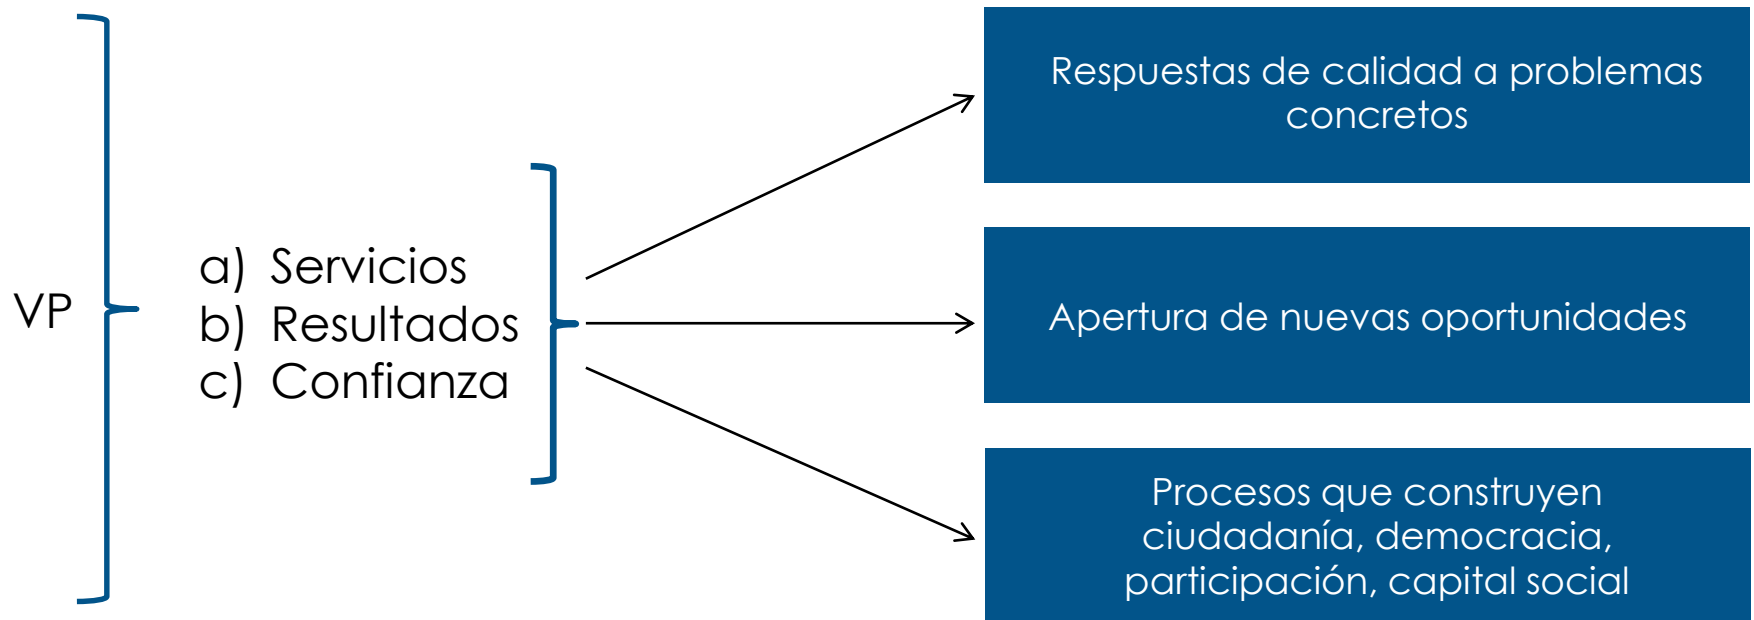 VP
a) Servicios
b) Resultados
c) Confianza
Respuestas de calidad a problemas
concretos
Apertura de nuevas oportunidades
Procesos que construyen
ciudadanía, democracia,
participación, capital social